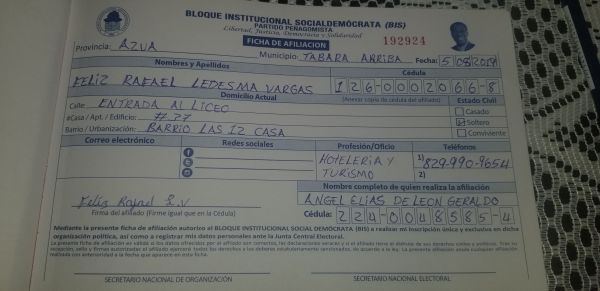 BLOQUE INSTITUCIONAL SOCIALDEMÓCRATA (BIS)
PARTIDO PEÑAGOMISTA
Libertad, Justicia, Democracia y Solidaridad
FICHA DE AFILIACION 192924
Provincia: AZUA Municipio: TABARA ARRIBA Fecha: 5/08/2019
Nombres y Apellidos Cédula
FELIZ RAFAEL LEDESMA VARGAS 126-0002066-8
Domicilio Actual (Anexar copia de cédula del afiliado) Estado Civil
Calle: ENTRADA AL LICEO Casado
#Casa / Apt. / Edificio: #27 Soltero
Barrio / Urbanización: BARRIO LAS 12 CASA Conviviente
Correo electrónico Redes sociales Profesión/Oficio Teléfonos
HOTELERIA Y TURISMO 1) 829-990-9654
2)
Nombre completo de quien realiza la afiliación
Feliz Rafael L.V ANGEL ELIAS DE LEON GERALDO
Firma del afiliado (Firme igual que en la Cédula) Cédula: 224-0048585-4
Mediante la presente ficha de afiliación autorizo al BLOQUE INSTITUCIONAL SOCIAL DEMÓCRATA (BIS) a realizar mi inscripción única y exclusiva en dicha
organización política, así como a registrar mis datos personales ante la Junta Central Electoral.
SECRETARIO NACIONAL DE ORGANIZACIÓN SECRETARIO NACIONAL ELECTORAL